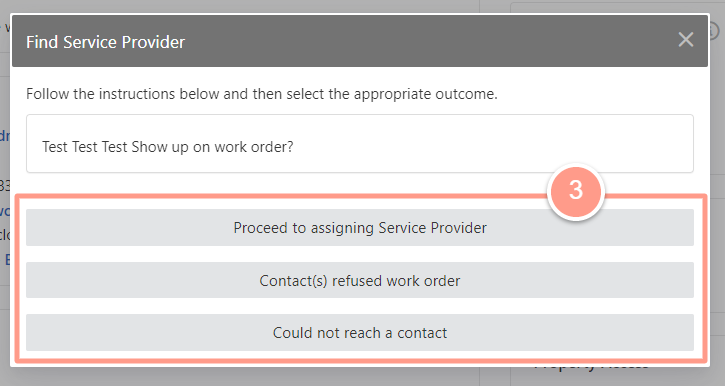 Find Service Provider
Follow the instructions below and then select the appropriate outcome.
Test Test Test Show up on work order?
3
Proceed to assigning Service Provider
Contact(s) refused work order
Could not reach a contact